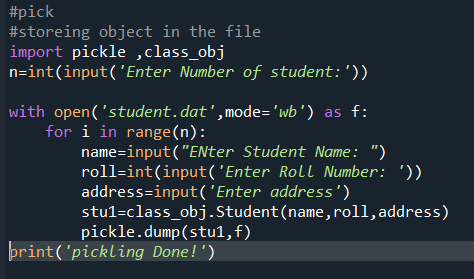 #pick
#storeing object in the file
import pickle ,class_obj
n=int(input('Enter Number of student:'))
with open('student.dat',mode='wb') as f:
for i in range(n):
name=input("ENter Student Name: ")
roll=int(input('Enter Roll Number: '))
address=input('Enter address')
stu1=class_obj.Student(name,roll,address)
pickle.dump(stu1,f)
print('pickling Done!')